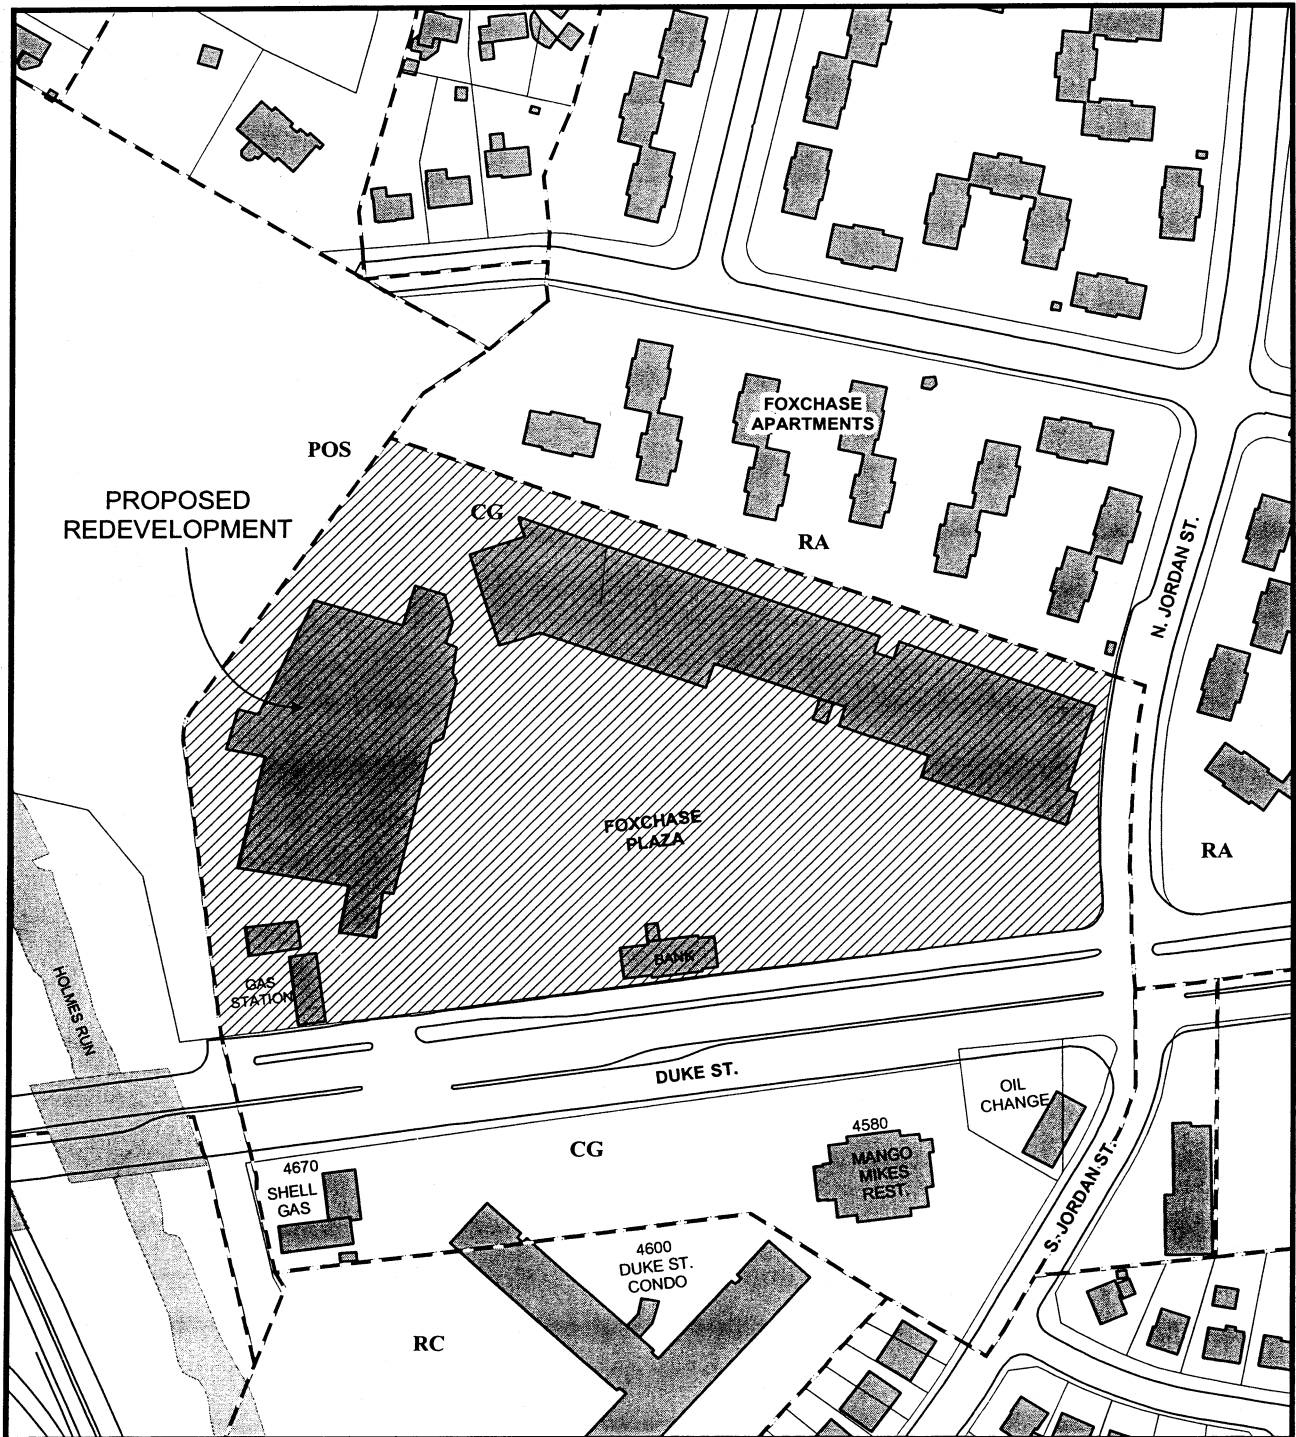 FOXCHASE
APARTMENTS
POS
PROPOSED
REDEVELOPMENT
CG
RA
N. JORDAN ST.
FOXCHASE
PLAZA
RA
BANK
GAS
STATION
HOLMES RUN
DUKE ST.
OIL
CHANGE
4580
MANGO
MIKES
REST.
CG
4670
SHELL
GAS
S. JORDAN ST.
4600
DUKE ST.
CONDO
RC